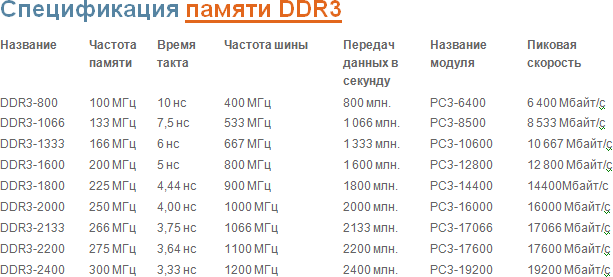 Спецификация памяти DDR3
Название Частота памяти Время такта Частота шины Передач данных в секунду Название модуля Пиковая скорость
DDR3-800 100 МГц 10 нс 400 МГц 800 млн. PC3-6400 6 400 Мбайт/с
DDR3-1066 133 МГц 7,5 нс 533 МГц 1 066 млн. PC3-8500 8 533 Мбайт/с
DDR3-1333 166 МГц 6 нс 667 МГц 1 333 млн. PC3-10600 10 667 Мбайт/с
DDR3-1600 200 МГц 5 нс 800 МГц 1 600 млн. PC3-12800 12 800 Мбайт/с
DDR3-1800 225 МГц 4,44 нс 900 МГц 1800 млн. PC3-14400 14400Мбайт/с
DDR3-2000 250 МГц 4,00 нс 1000 МГц 2000 млн. PC3-16000 16000 Мбайт/с
DDR3-2133 266 МГц 3,75 нс 1066 МГц 2133 млн. PC3-17066 17066 Мбайт/с
DDR3-2200 275 МГц 3,64 нс 1100 МГц 2200 млн. PC3-17600 17600 Мбайт/с
DDR3-2400 300 МГц 3,33 нс 1200 МГц 2400 млн. PC3-19200 19200 Мбайт/с